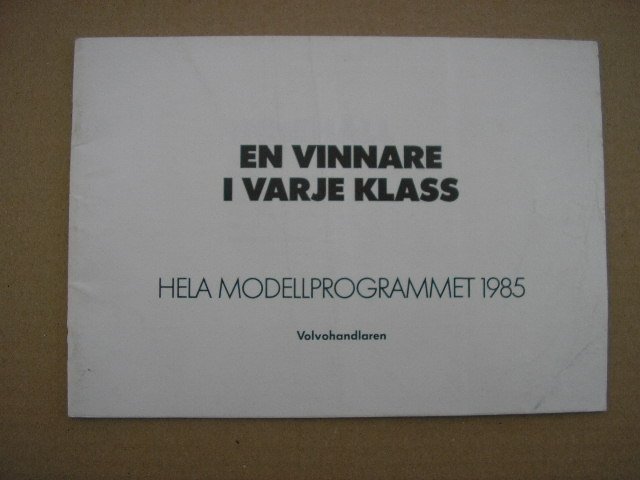 EN VINNARE
I VARJE KLASS
HELA MODELLPROGRAMMET 1985
Volvohandlaren